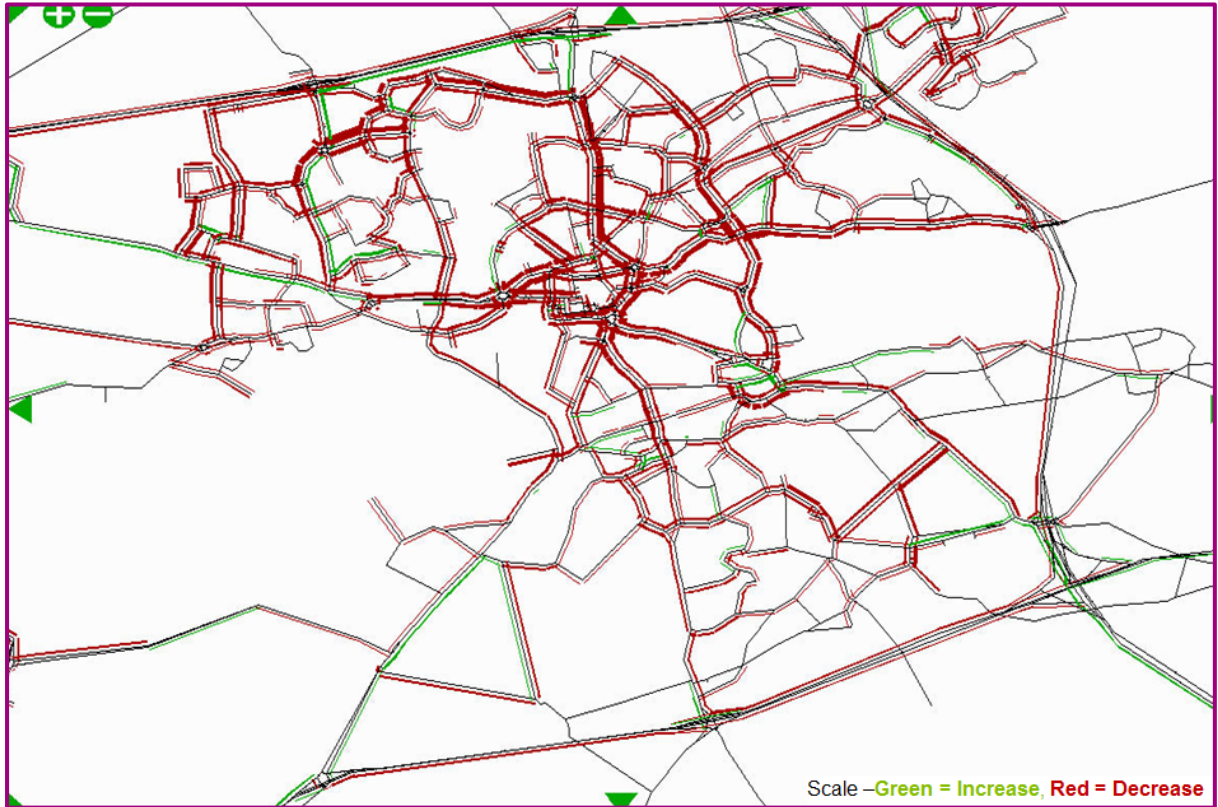 Scale –Green = Increase, Red = Decrease